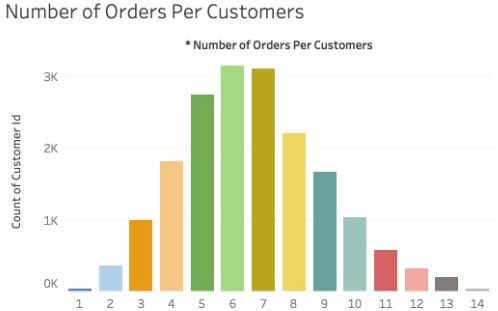 Number of Orders Per Customers
* Number of Orders Per Customers
Count of Customer Id
3K
2K
1K
0K
1 2 3 4 5 6 7 8 9 10 11 12 13 14